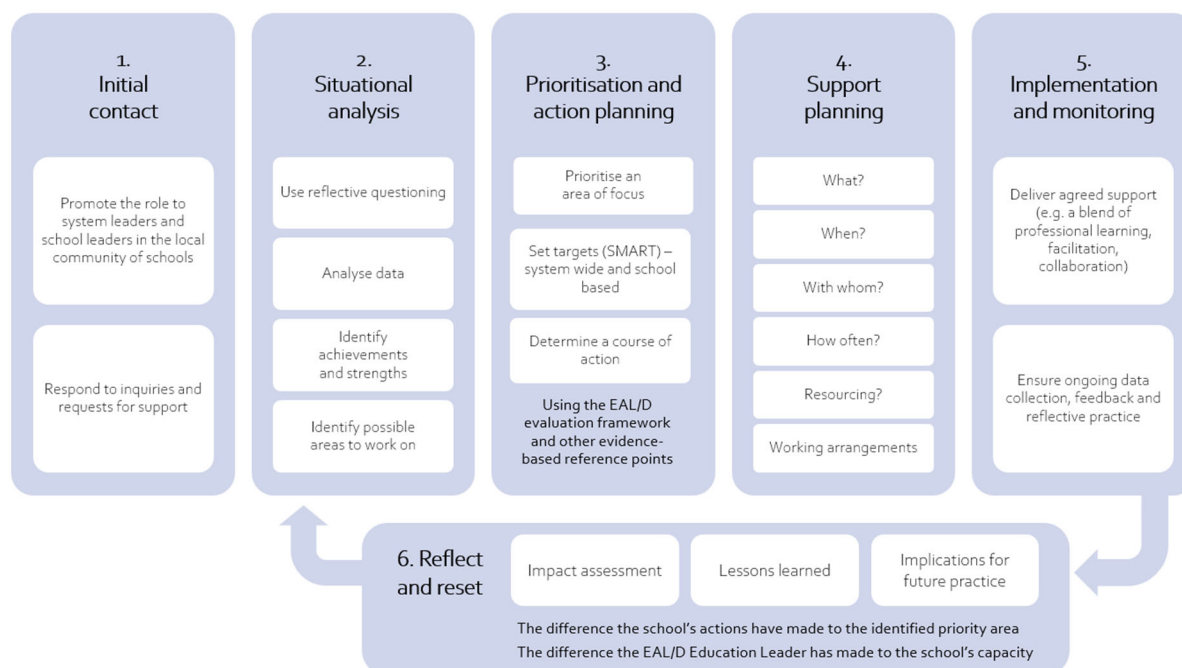 1.
Initial
contact
Promote the role to
system leaders and
school leaders in the local
community of schools
Respond to inquiries and
requests for support
2.
Situational
analysis
Use reflective questioning
Analyse data
Identify
achievements
and strengths
Identify possible
areas to work on
3.
Prioritisation and
action planning
Prioritise an
area of focus
Set targets (SMART) –
system wide and school
based
Determine a course of
action
Using the EAL/D
evaluation framework
and other evidence-
based reference points
4.
Support
planning
What?
When?
With whom?
How often?
Resourcing?
Working arrangements
5.
Implementation
and monitoring
Deliver agreed support
(e.g. a blend of
professional learning,
facilitation,
collaboration)
Ensure ongoing data
collection, feedback and
reflective practice
6. Reflect
and reset
Impact assessment
Lessons learned
Implications for
future practice
The difference the school's actions have made to the identified priority area
The difference the EAL/D Education Leader has made to the school's capacity